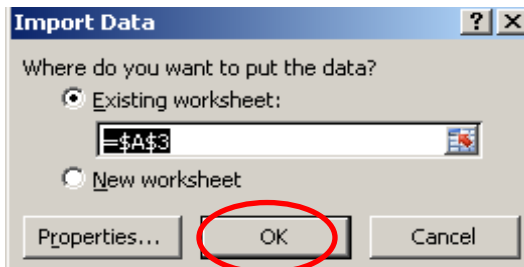 Import Data ? X
Where do you want to put the data?
Existing worksheet:
=$A$3
New worksheet
Properties... OK Cancel